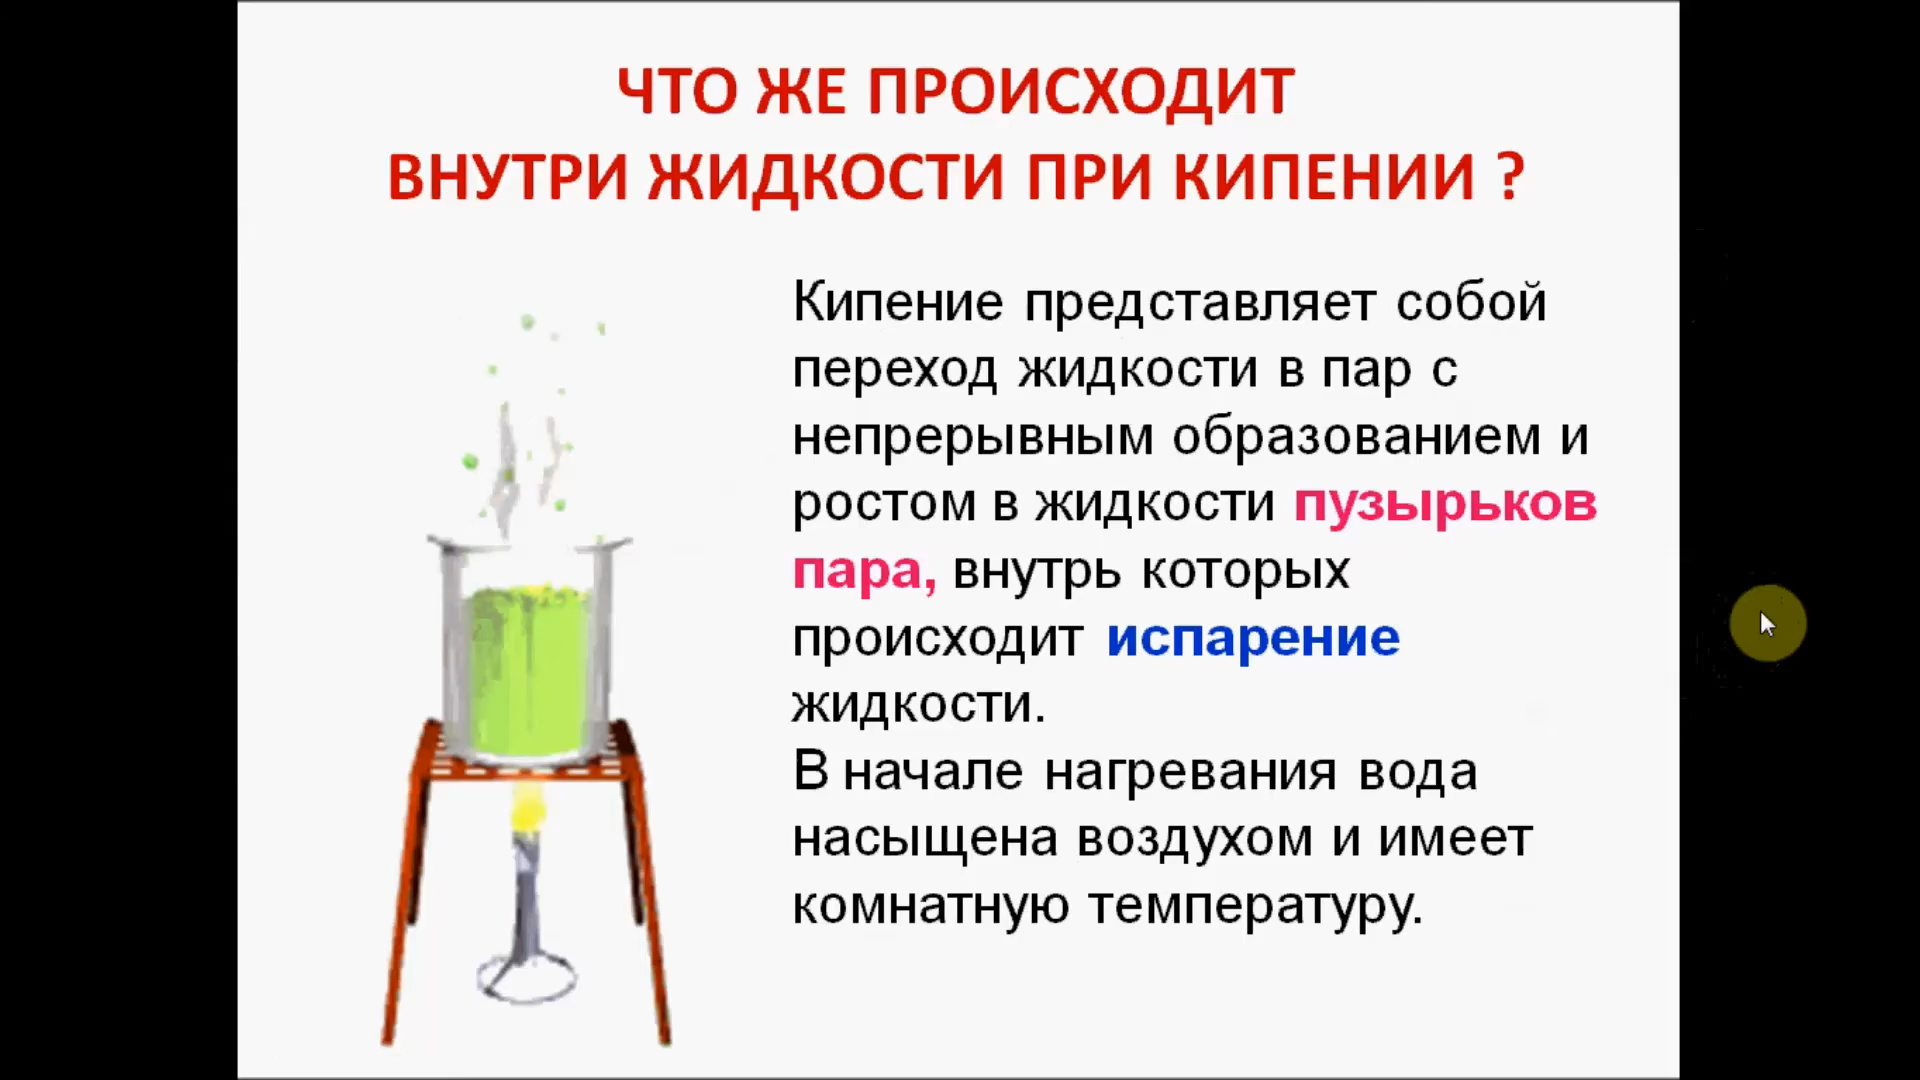 ЧТО ЖЕ ПРОИСХОДИТ
ВНУТРИ ЖИДКОСТИ ПРИ КИПЕНИИ ?
Кипение представляет собой
переход жидкости в пар с
непрерывным образованием и
ростом в жидкости пузырьков
пара, внутрь которых
происходит испарение
жидкости.
В начале нагревания вода
насыщена воздухом и имеет
комнатную температуру.